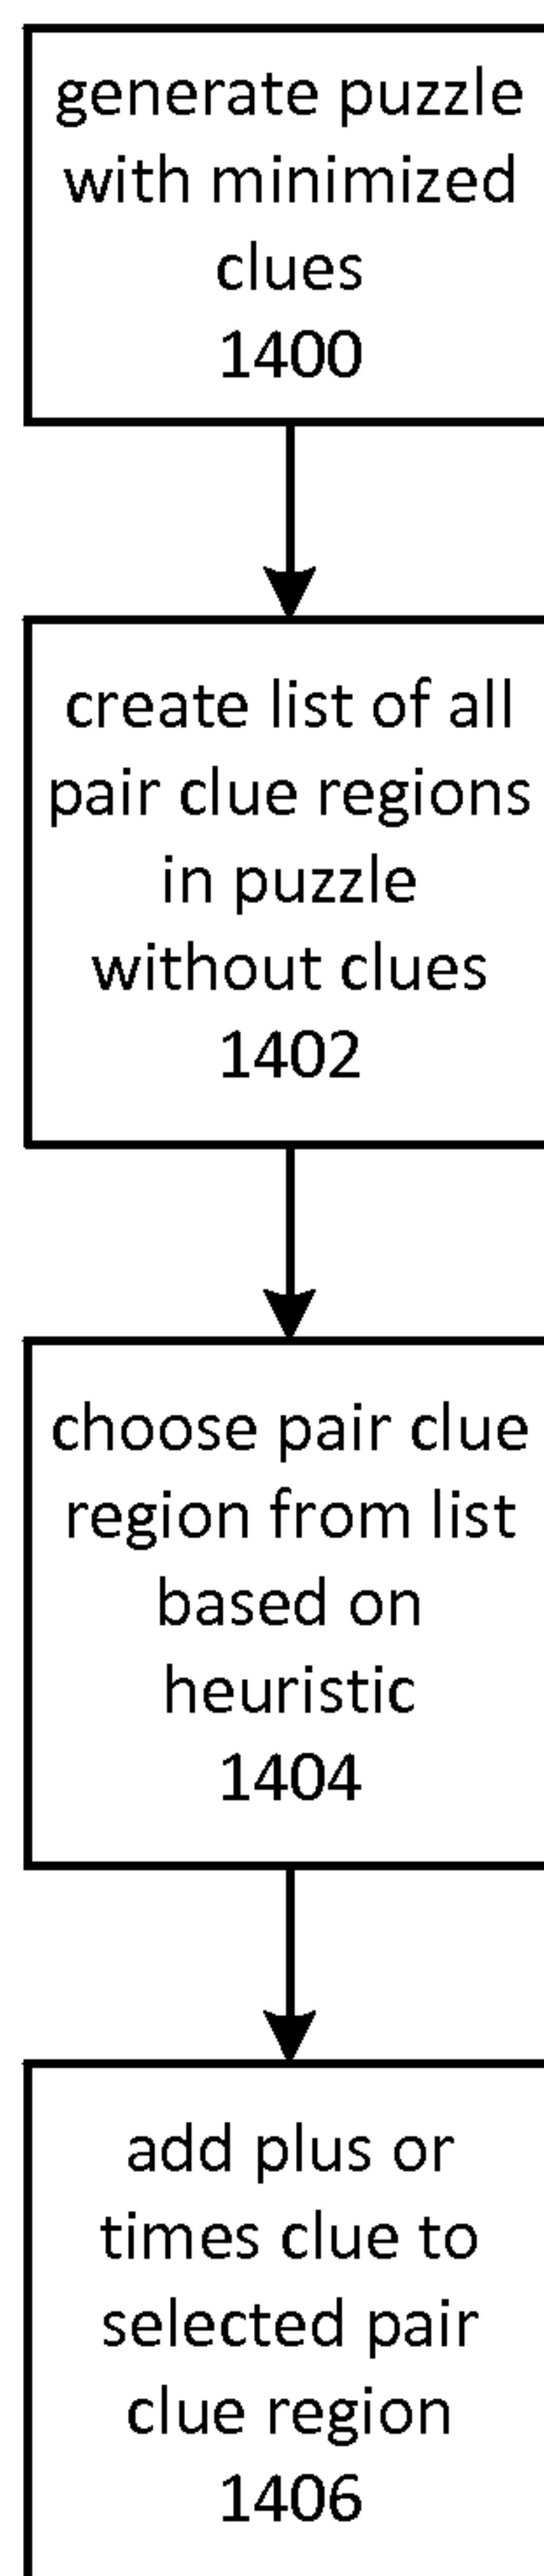 generate puzzle
with minimized
clues
1400
create list of all
pair clue regions
in puzzle
without clues
1402
choose pair clue
region from list
based on
heuristic
1404
add plus or
times clue to
selected pair
clue region
1406